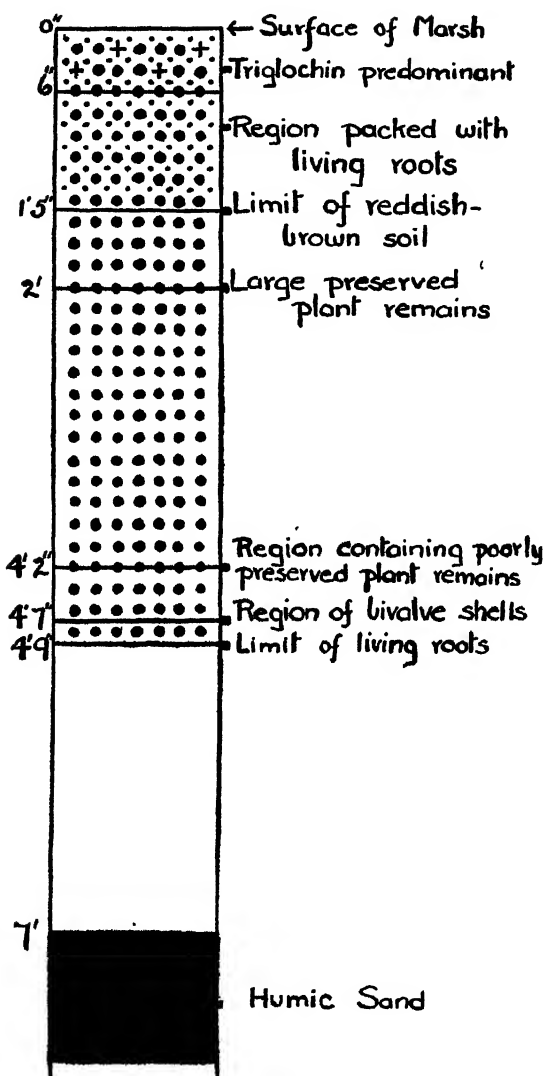 0" ← Surface of Marsh
Triglochin predominant
6"
Region packed with
living roots
1'5" Limit of reddish-
brown soil
2' Large preserved
plant remains
4'2" Region containing poorly
preserved plant remains
4'7" Region of bivalve shells
4'9" Limit of living roots
7'
Humic Sand